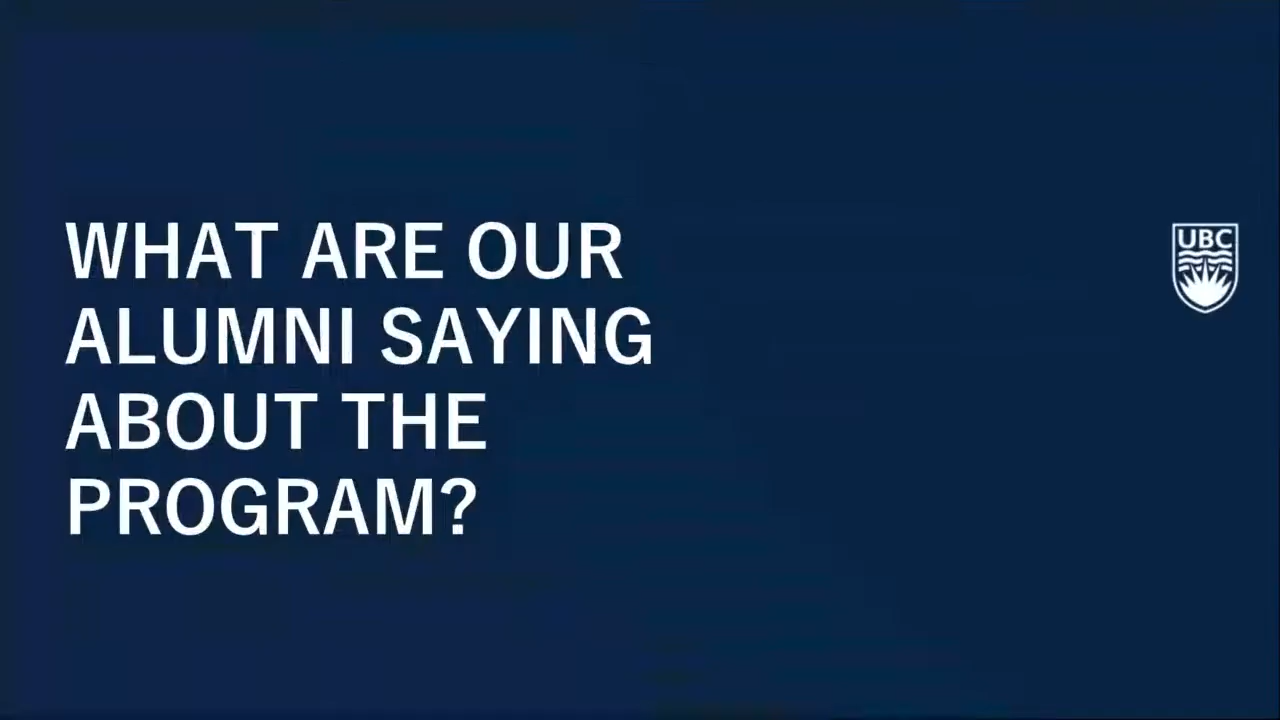 WHAT ARE OUR
ALUMNI SAYING
ABOUT THE
PROGRAM?
UBC